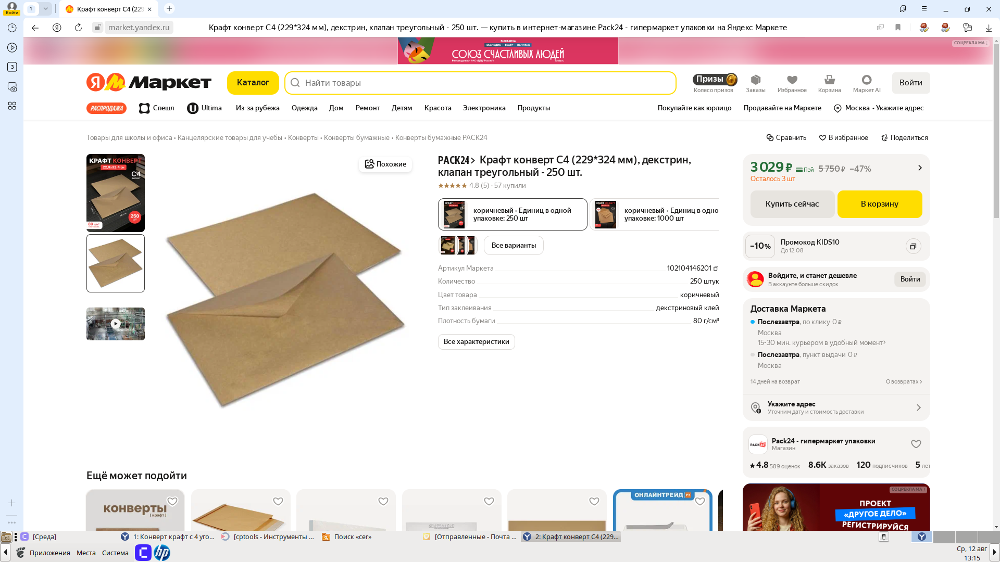 Войти
1
Крафт конверт C4 (229
market.yandex.ru
Крафт конверт C4 (229*324 мм), декстрин, клапан треугольный - 250 шт. — купить в интернет-магазине Pack24 - гипермаркет упаковки на Яндекс Маркете
3
ВЫСТАВКА
НАСЛЕДИЕ • ТЕАТР • ВЕЛИКИЕ
СОЮЗ СЧАСТЛИВЫХ ЛЮДЕЙ
СОЦРЕКЛАМА
Я М Маркет
Каталог
Найти товары
Призы
Колесо призов
Заказы
Избранное
Корзина
Маркет AI
Войти
РАСПРОДАЖА
Спешл
Ultima
Из-за рубежа
Одежда
Дом
Ремонт
Детям
Красота
Электроника
Продукты
Покупайте как юрлицо
Продавайте на Маркете
Москва • Укажите адрес
Товары для школы и офиса • Канцелярские товары для учебы • Конверты • Конверты бумажные • Конверты бумажные PACK24
Сравнить
В избранное
Поделиться
КРАФТ КОНВЕРТ
22,9x32,4 см
C4
ФОРМАТ
250
ШТ
80 г/м²
Похожие
PACK24> Крафт конверт C4 (229*324 мм), декстрин,
клапан треугольный - 250 шт.
4.8 (5) · 57 купили
коричневый • Единиц в одной
упаковке: 250 шт
коричневый • Единиц в одно
упаковке: 1000 шт
Все варианты
Артикул Маркета 102104146201
Количество 250 штук
Цвет товара коричневый
Тип заклеивания декстриновый клей
Плотность бумаги 80 г/см³
Все характеристики
3 029 ₽ Пэй 5 750 ₽ –47%
Осталось 3 шт
Купить сейчас
В корзину
–10%
Промокод KIDS10
До 12.08
Войдите, и станет дешевле
В аккаунте больше скидок
Войти
Доставка Маркета
Послезавтра, по клику 0 ₽
Москва
15-30 мин. курьером в удобный момент
Послезавтра, пункт выдачи 0 ₽
Москва
14 дней на возврат
О возвратах
Укажите адрес
Уточним дату и стоимость доставки
PACK24
Pack24 - гипермаркет упаковки
Магазин
4.8 589 оценок 8.6K заказов 120 подписчиков 5 лет
СОЦРЕКЛАМА
ПРОЕКТ
«ДРУГОЕ ДЕЛО»
РЕГИСТРИРУЙСЯ
Ещё может подойти
конверты
[ крафт ]
ОНЛАЙНТРЕЙД РУ
[Среда]
1: Конверт крафт с 4 уго...
[cptools - Инструменты ...
Поиск «cer»
[Отправленные - Почта ...
2: Крафт конверт C4 (229...
Приложения
Места
Система
hp
Ср, 12 авг
13:15